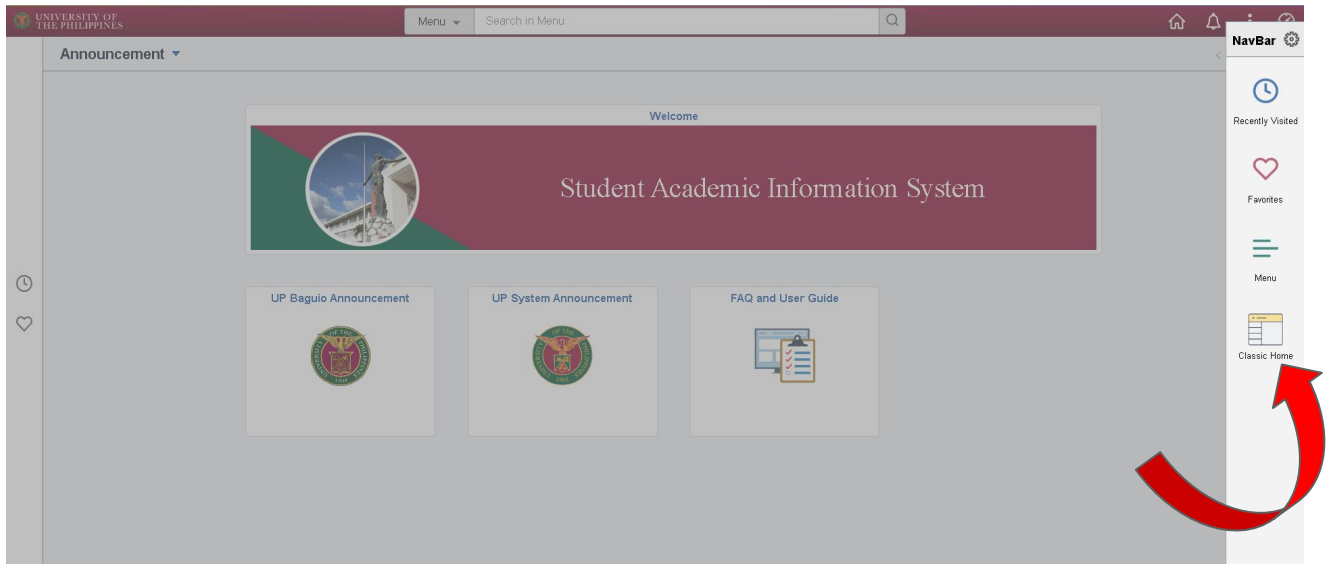 UNIVERSITY OF
THE PHILIPPINES
Menu
Search in Menu
Announcement
NavBar
Welcome
Student Academic Information System
UP Baguio Announcement
UP System Announcement
FAQ and User Guide
Recently Visited
Favorites
Menu
Classic Home